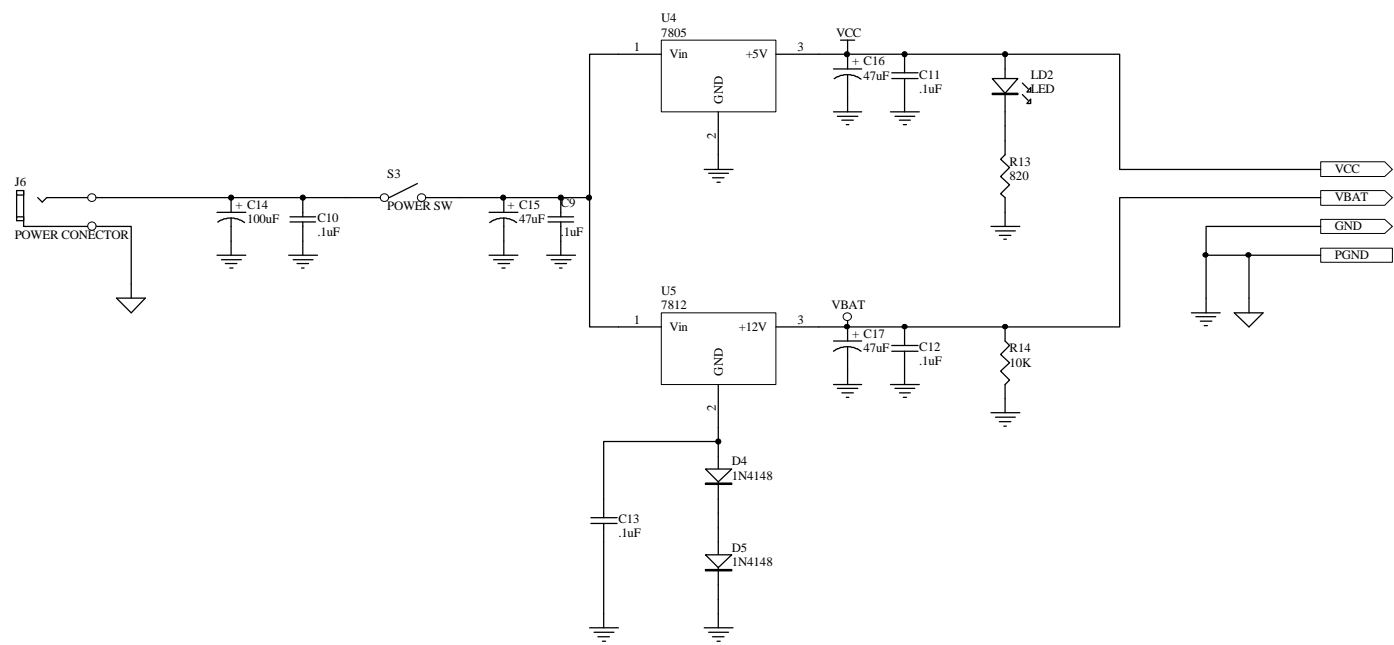 U4
7805
1
Vin
+5V
3
GND
2
VCC
+ C16
47uF
C11
.1uF
LD2
LED
R13
820
J6
POWER CONECTOR
+ C14
100uF
C10
.1uF
S3
POWER SW
+ C15
47uF
C9
.1uF
VCC
VBAT
GND
PGND
U5
7812
1
Vin
+12V
3
GND
2
VBAT
+ C17
47uF
C12
.1uF
R14
10K
D4
1N4148
C13
.1uF
D5
1N4148